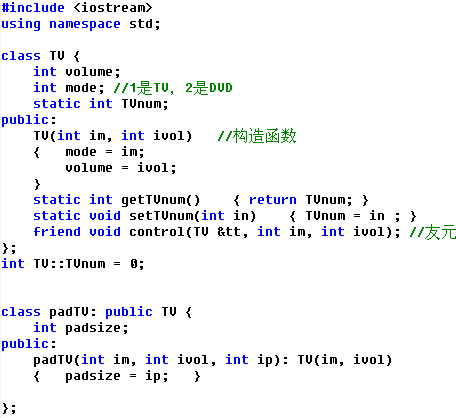 #include <iostream>
using namespace std;
class TV {
int volume;
int mode; //1是TV, 2是DVD
static int TVnum;
public:
TV(int im, int ivol) //构造函数
{ mode = im;
volume = ivol;
}
static int getTVnum() { return TVnum; }
static void setTVnum(int in) { TVnum = in ; }
friend void control(TV &tt, int im, int ivol); //友元
};
int TV::TVnum = 0;
class padTV: public TV {
int padsize;
public:
padTV(int im, int ivol, int ip): TV(im, ivol)
{ padsize = ip; }
};